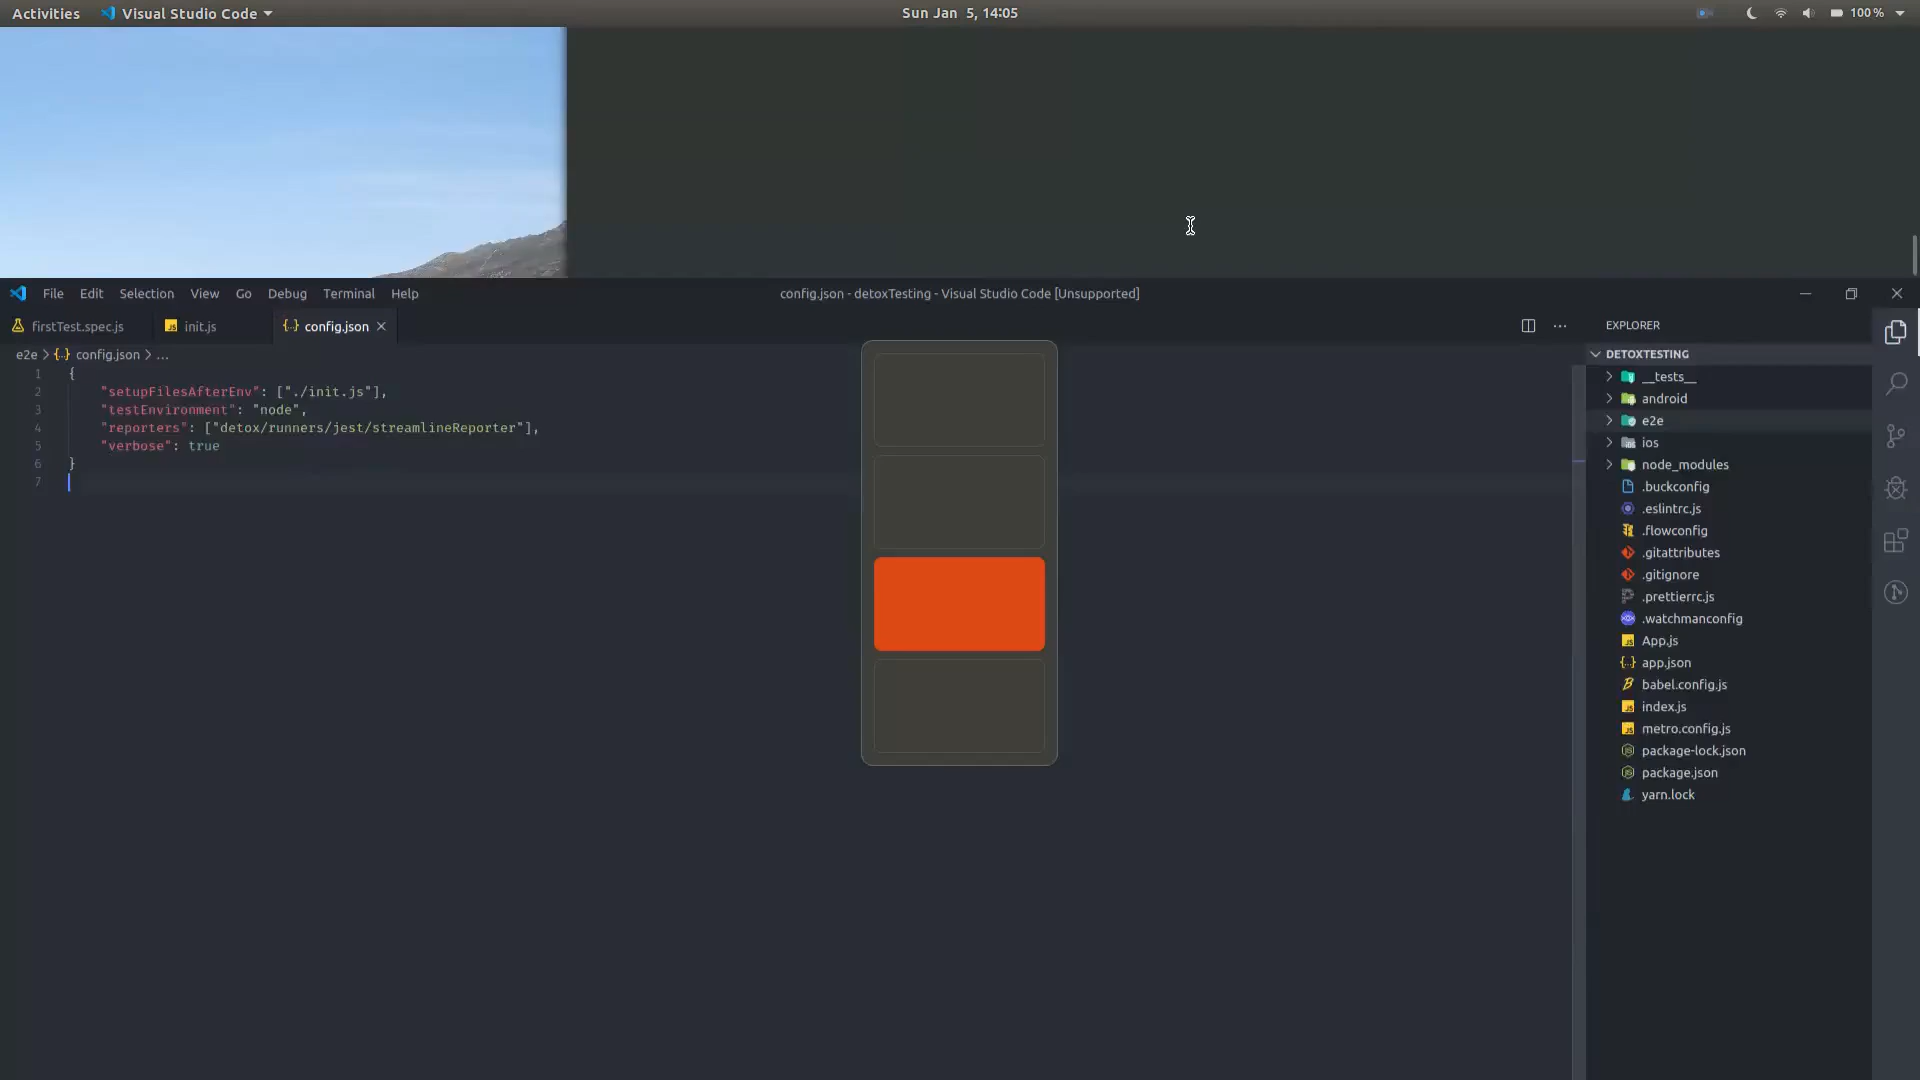 Activities
Visual Studio Code
Sun Jan 5, 14:05
100 %
File Edit Selection View Go Debug Terminal Help
config.json - detoxTesting - Visual Studio Code [Unsupported]
firstTest.spec.js
init.js
config.json
EXPLORER
e2e > config.json > ...
DETOXTESTING
1 {
2 "setupFilesAfterEnv": ["./init.js"],
3 "testEnvironment": "node",
4 "reporters": ["detox/runners/jest/streamlineReporter"],
5 "verbose": true
6 }
7
__tests__
android
e2e
ios
node_modules
.buckconfig
.eslintrc.js
.flowconfig
.gitattributes
.gitignore
.prettierrc.js
.watchmanconfig
App.js
app.json
babel.config.js
index.js
metro.config.js
package-lock.json
package.json
yarn.lock